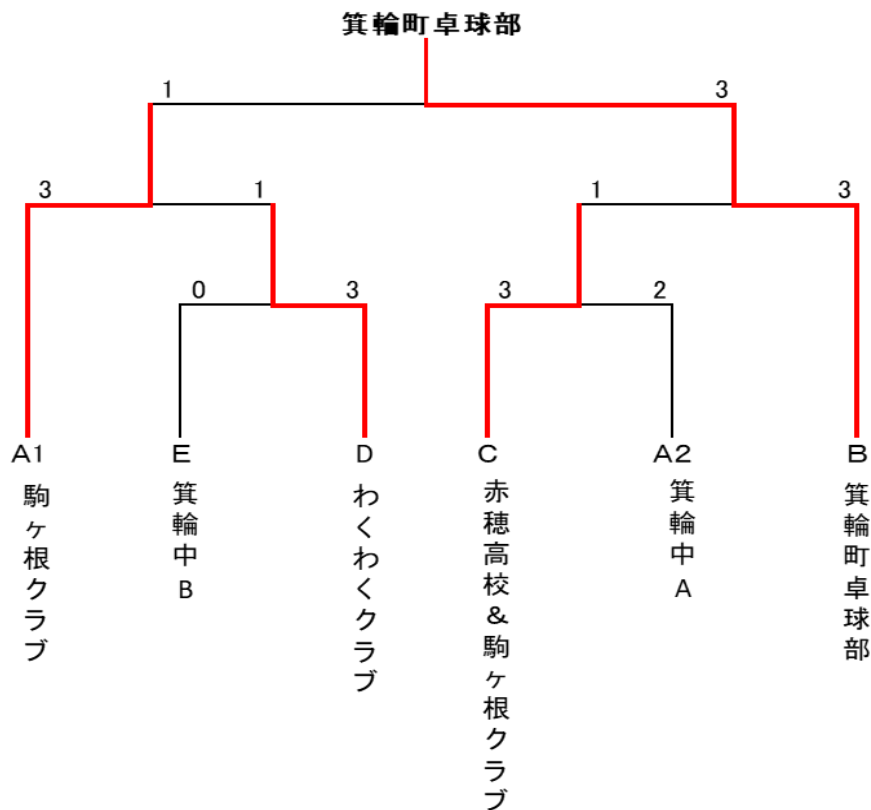 箕輪町卓球部
1 3
3 1 1 3
0 3 3 2
A1 E D C A2 B
駒ヶ根クラブ
箕輪中B
わくわくクラブ
赤穂高校&駒ヶ根クラブ
箕輪中A
箕輪町卓球部